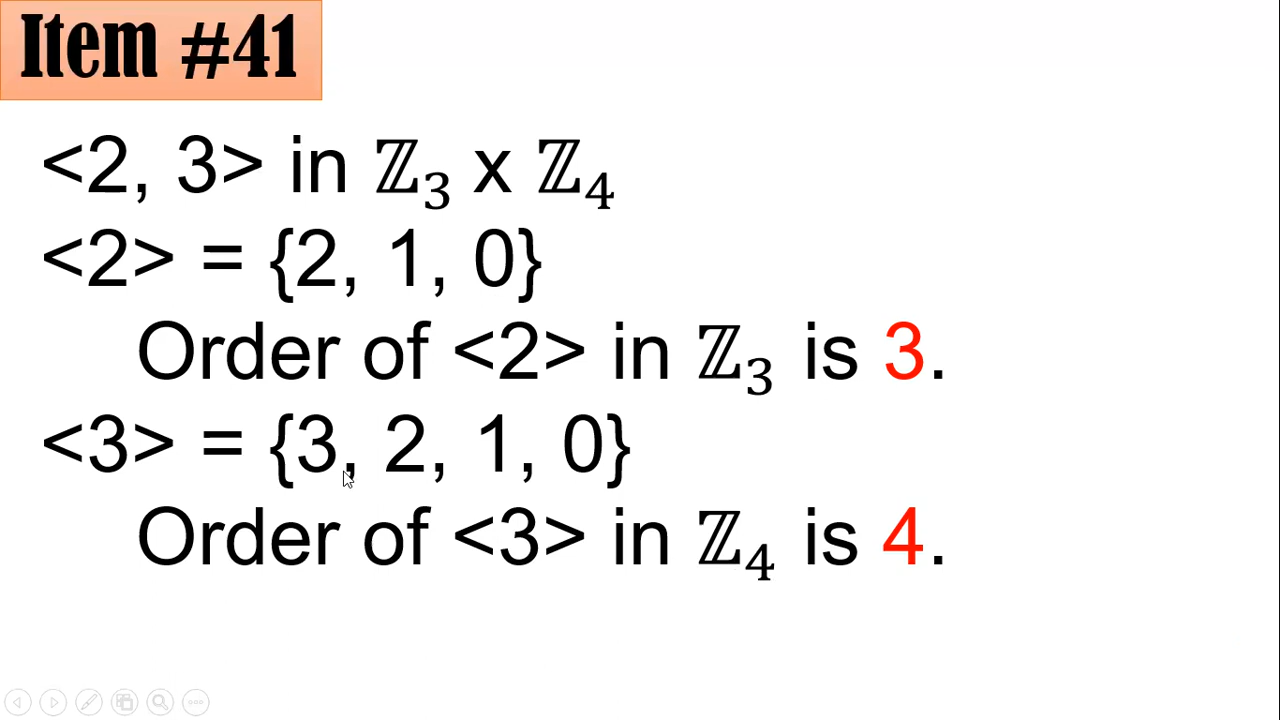 Item #41
<2, 3> in ℤ₃ x ℤ₄
<2> = {2, 1, 0}
Order of <2> in ℤ₃ is 3.
<3> = {3, 2, 1, 0}
Order of <3> in ℤ₄ is 4.